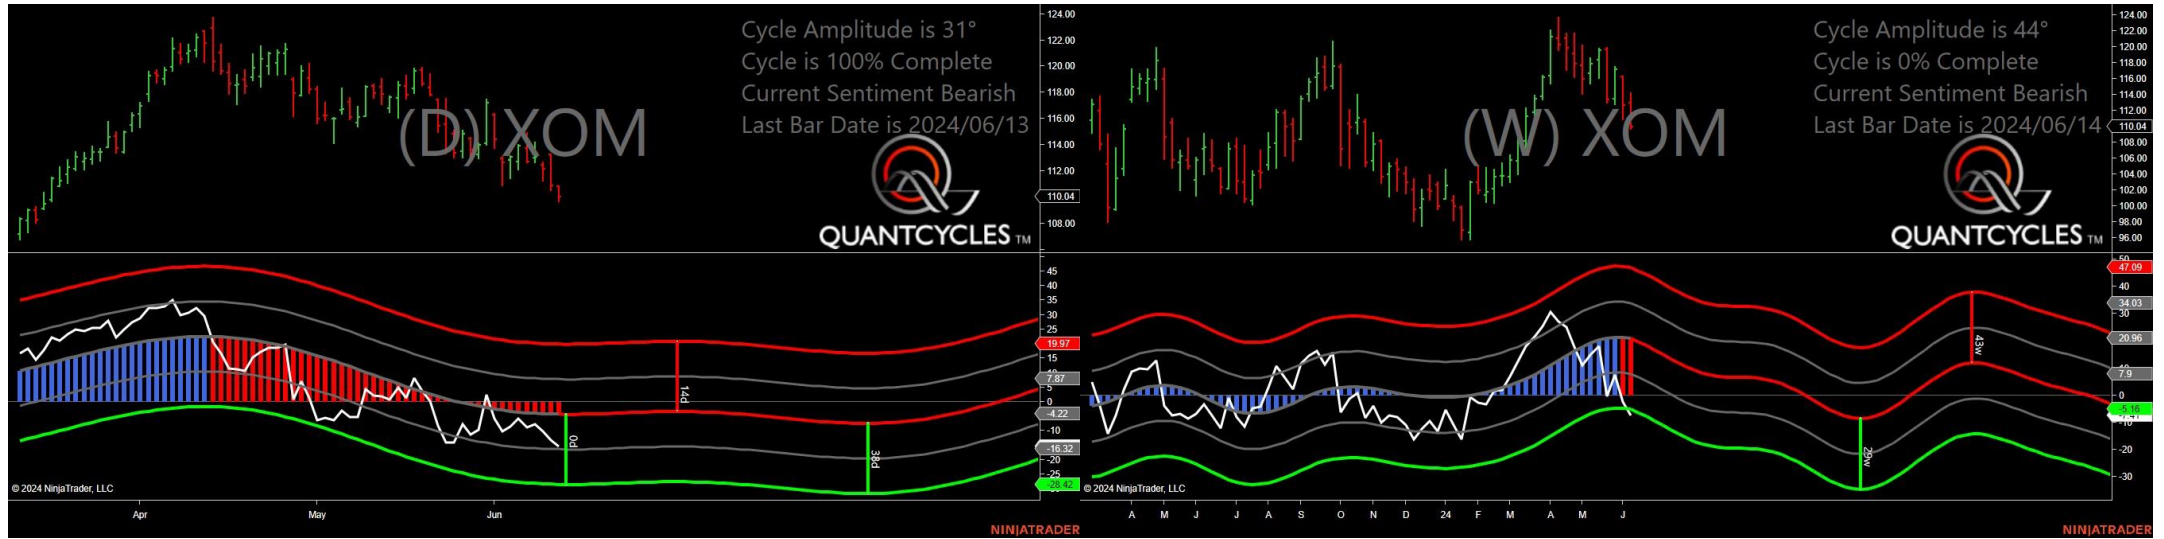 Cycle Amplitude is 31°
Cycle is 100% Complete
Current Sentiment Bearish
Last Bar Date is 2024/06/13
(D) XOM
QUANTCYCLES TM
124.00
122.00
120.00
118.00
116.00
114.00
112.00
110.04
108.00
45
40
35
30
25
19.97
15
7.87
5
0
-4.22
-10
-16.32
-20
-25
-28.42
14d
0d
38d
© 2024 NinjaTrader, LLC
Apr May Jun
NINJATRADER
Cycle Amplitude is 44°
Cycle is 0% Complete
Current Sentiment Bearish
Last Bar Date is 2024/06/14
(W) XOM
QUANTCYCLES TM
124.00
122.00
120.00
118.00
116.00
114.00
112.00
110.04
108.00
106.00
104.00
102.00
100.00
98.00
96.00
50
47.09
40
34.03
30
20.96
7.9
0
-5.16
-10
-20
-30
43w
29w
© 2024 NinjaTrader, LLC
A M J J A S O N D 24 F M A M J
NINJATRADER